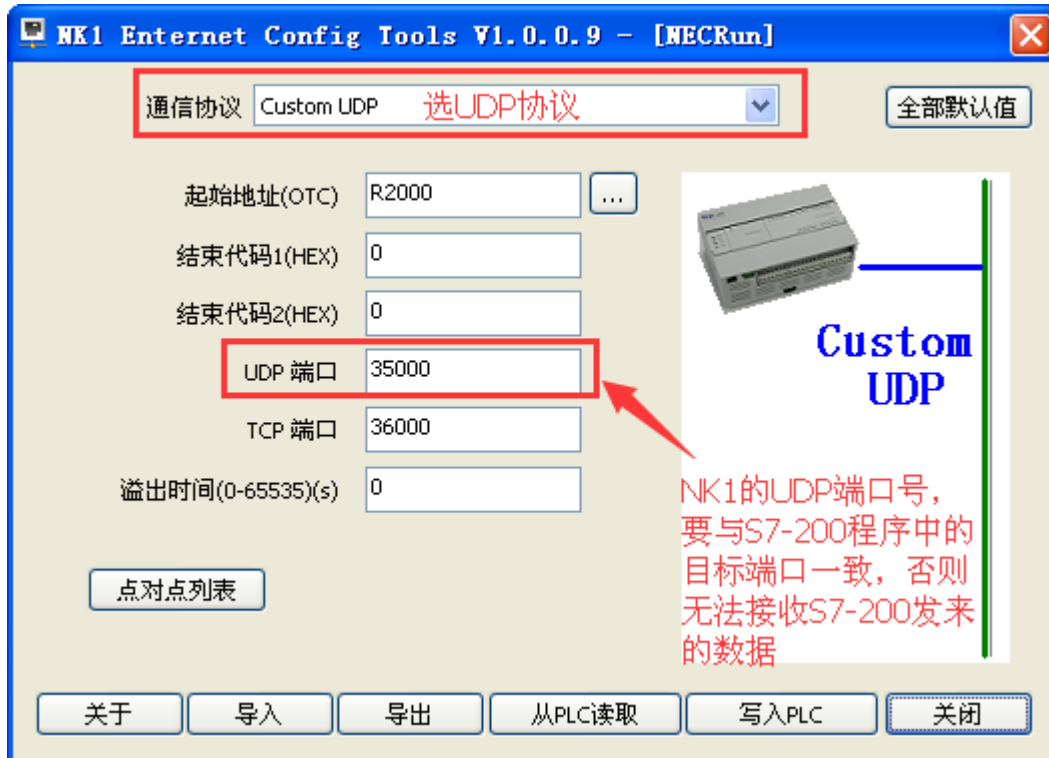 NK1 Enternet Config Tools V1.0.0.9 - [NECRun]
通信协议 Custom UDP 选UDP协议 全部默认值
起始地址(OTC) R2000 ...
结束代码1(HEX) 0
结束代码2(HEX) 0
UDP 端口 35000
TCP 端口 36000
溢出时间(0-65535)(s) 0
点对点列表
Custom
UDP
NK1的UDP端口号，
要与S7-200程序中的
目标端口一致，否则
无法接收S7-200发来
的数据
关于 导入 导出 从PLC读取 写入PLC 关闭